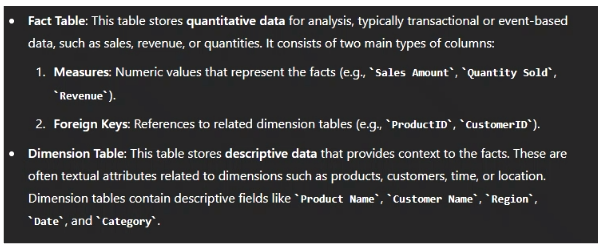 • Fact Table: This table stores quantitative data for analysis, typically transactional or event-based
data, such as sales, revenue, or quantities. It consists of two main types of columns:
1. Measures: Numeric values that represent the facts (e.g., `Sales Amount`, `Quantity Sold`,
`Revenue`).
2. Foreign Keys: References to related dimension tables (e.g., `ProductID`, `CustomerID`).
• Dimension Table: This table stores descriptive data that provides context to the facts. These are
often textual attributes related to dimensions such as products, customers, time, or location.
Dimension tables contain descriptive fields like `Product Name`, `Customer Name`, `Region`,
`Date`, and `Category`.